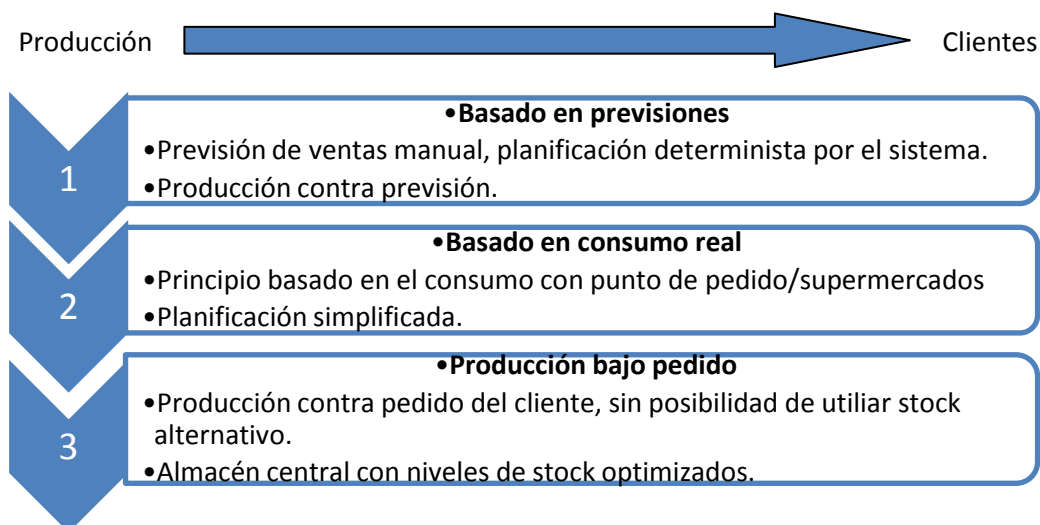 Producción
Clientes
1
•Basado en previsiones
•Previsión de ventas manual, planificación determinista por el sistema.
•Producción contra previsión.
2
•Basado en consumo real
•Principio basado en el consumo con punto de pedido/supermercados
•Planificación simplificada.
3
•Producción bajo pedido
•Producción contra pedido del cliente, sin posibilidad de utiliar stock
alternativo.
•Almacén central con niveles de stock optimizados.